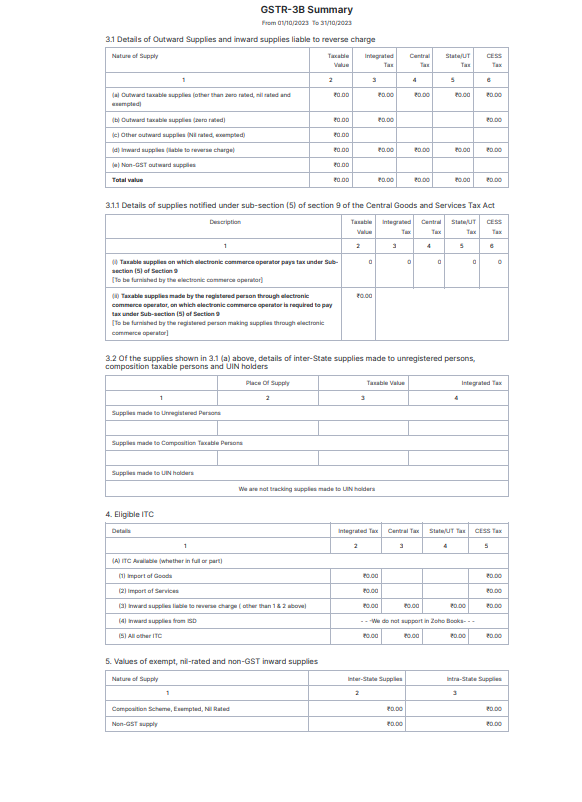 GSTR-3B Summary
From 01/10/2023 To 31/10/2023
3.1 Details of Outward Supplies and inward supplies liable to reverse charge
Nature of Supply Taxable Value Integrated Tax Central Tax State/UT Tax CESS Tax
1 2 3 4 5 6
(a) Outward taxable supplies (other than zero rated, nil rated and exempted) ₹0.00 ₹0.00 ₹0.00 ₹0.00 ₹0.00
(b) Outward taxable supplies (zero rated) ₹0.00 ₹0.00 ₹0.00
(c) Other outward supplies (Nil rated, exempted) ₹0.00
(d) Inward supplies (liable to reverse charge) ₹0.00 ₹0.00 ₹0.00 ₹0.00 ₹0.00
(e) Non-GST outward supplies ₹0.00
Total value ₹0.00 ₹0.00 ₹0.00 ₹0.00 ₹0.00
3.1.1 Details of supplies notified under sub-section (5) of section 9 of the Central Goods and Services Tax Act
Description Taxable Value Integrated Tax Central Tax State/UT Tax CESS Tax
1 2 3 4 5 6
(i) Taxable supplies on which electronic commerce operator pays tax under Sub- 0 0 0 0 0
section (5) of Section 9
[To be furnished by the electronic commerce operator]
(ii) Taxable supplies made by the registered person through electronic ₹0.00
commerce operator, on which electronic commerce operator is required to pay
tax under Sub-section (5) of Section 9
[To be furnished by the registered person making supplies through electronic
commerce operator]
3.2 Of the supplies shown in 3.1 (a) above, details of inter-State supplies made to unregistered persons,
composition taxable persons and UIN holders
Place Of Supply Taxable Value Integrated Tax
1 2 3 4
Supplies made to Unregistered Persons
Supplies made to Composition Taxable Persons
Supplies made to UIN holders
We are not tracking supplies made to UIN holders
4. Eligible ITC
Details Integrated Tax Central Tax State/UT Tax CESS Tax
1 2 3 4 5
(A) ITC Available (whether in full or part)
(1) Import of Goods ₹0.00 ₹0.00
(2) Import of Services ₹0.00 ₹0.00
(3) Inward supplies liable to reverse charge ( other than 1 & 2 above) ₹0.00 ₹0.00 ₹0.00 ₹0.00
(4) Inward supplies from ISD - - -We do not support in Zoho Books- - -
(5) All other ITC ₹0.00 ₹0.00 ₹0.00 ₹0.00
5. Values of exempt, nil-rated and non-GST inward supplies
Nature of Supply Inter-State Supplies Intra-State Supplies
1 2 3
Composition Scheme, Exempted, Nil Rated ₹0.00 ₹0.00
Non-GST supply ₹0.00 ₹0.00